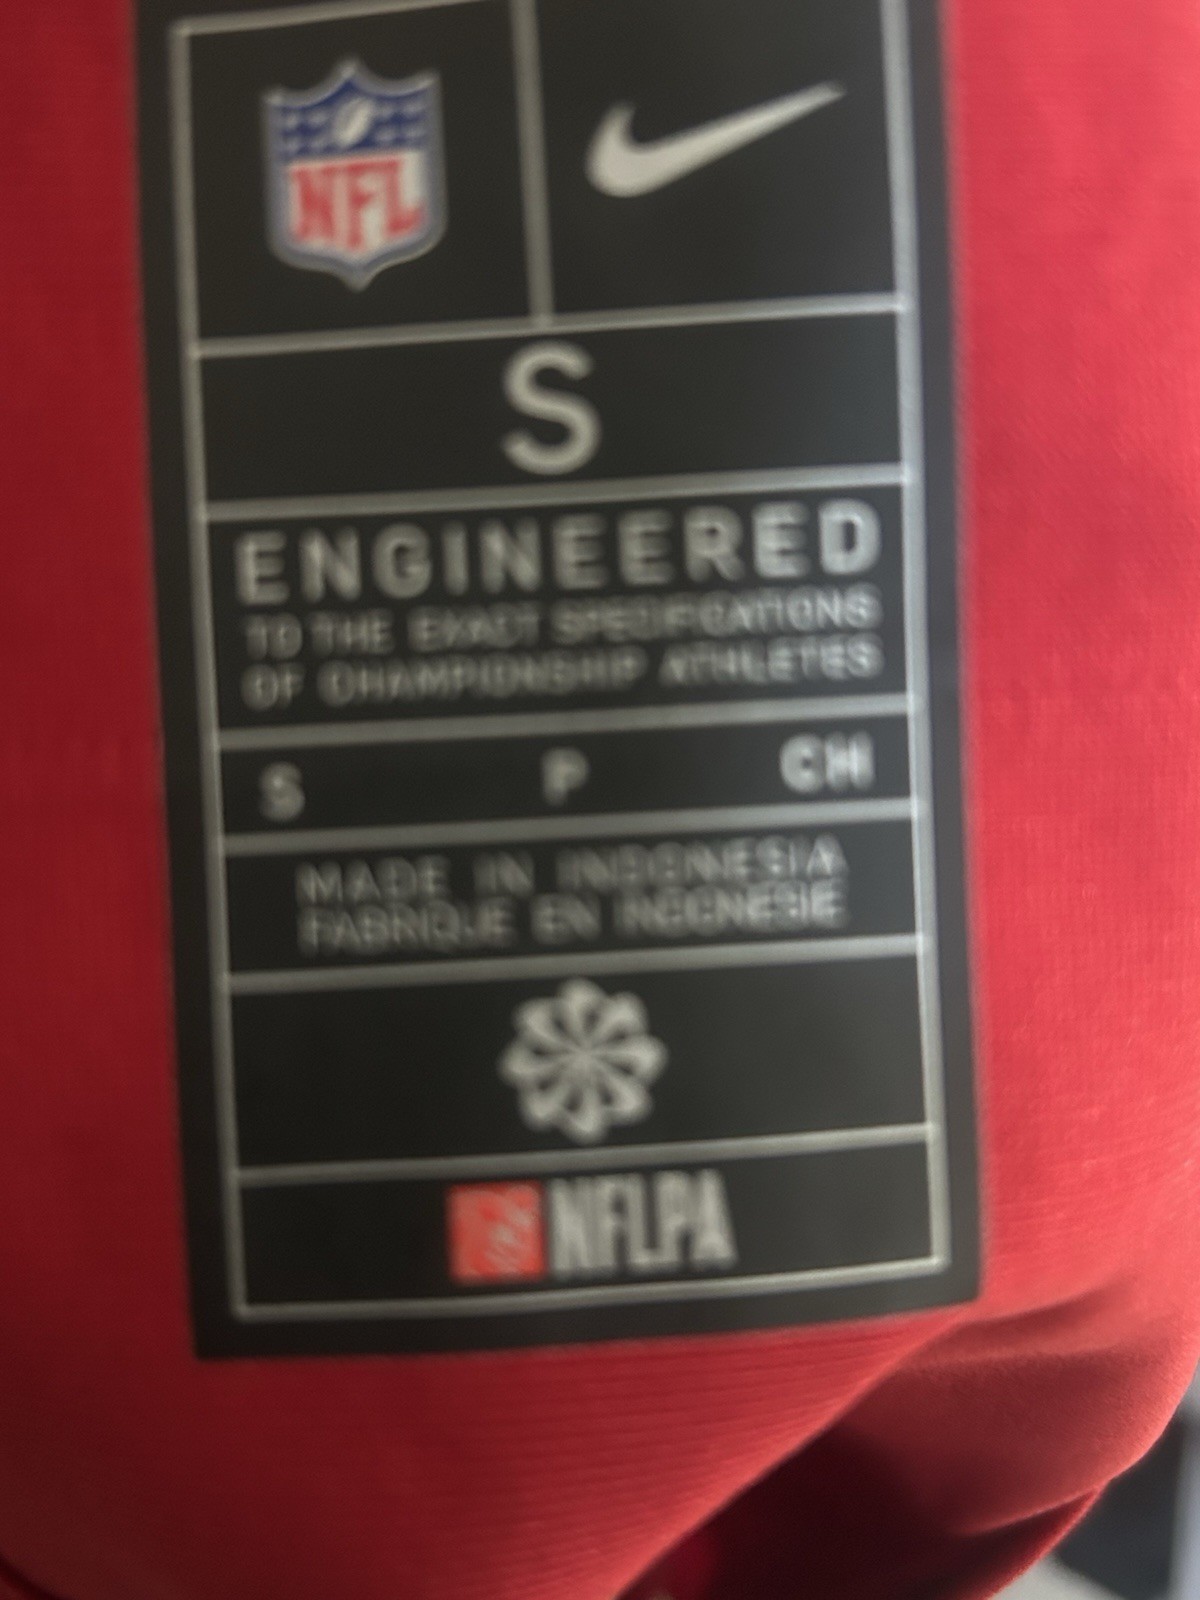 NFL
S
ENGINEERED
TO THE EXACT SPECIFICATIONS
OF CHAMPIONSHIP ATHLETES
S P CH
MADE IN INDONESIA
FABRIQUE EN INDONESIE
NFLPA